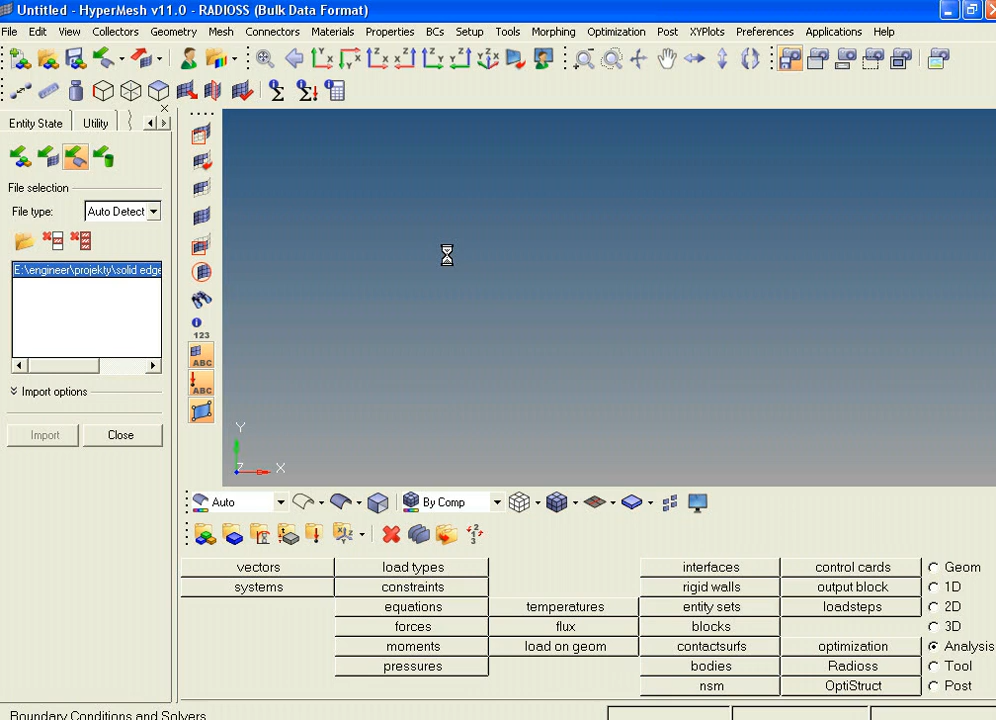 Untitled - HyperMesh v11.0 - RADIOSS (Bulk Data Format)
File Edit View Collectors Geometry Mesh Connectors Materials Properties BCs Setup Tools Morphing Optimization Post XYPlots Preferences Applications Help
Entity State Utility
File selection
File type: Auto Detect
E:\engineer\projekty\solid edge
Import options
Import Close
123
ABC
ABC
Y
Z X
Auto By Comp
vectors load types interfaces control cards Geom
systems constraints rigid walls output block 1D
equations temperatures entity sets loadsteps 2D
forces flux blocks 3D
moments load on geom contactsurfs optimization Analysis
pressures bodies Radioss Tool
nsm OptiStruct Post
Boundary Conditions and Solvers